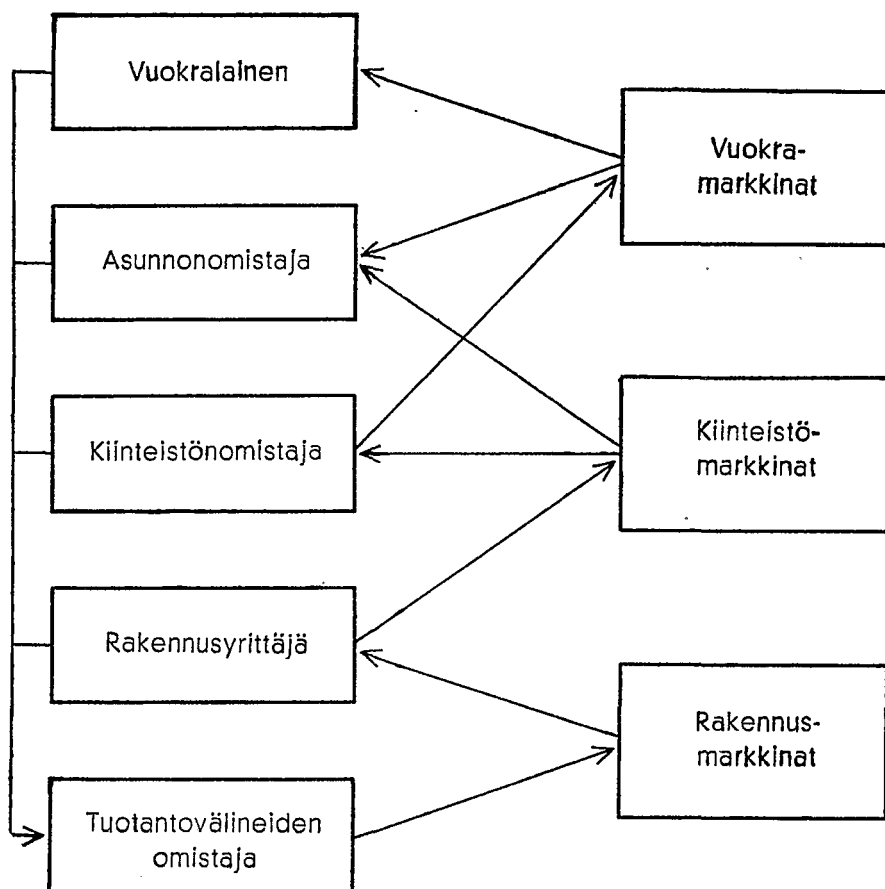 Vuokralainen
Vuokra-
markkinat
Asunnonomistaja
Kiinteistönomistaja
Kiinteistö-
markkinat
Rakennusyrittäjä
Rakennus-
markkinat
Tuotantovälineiden
omistaja